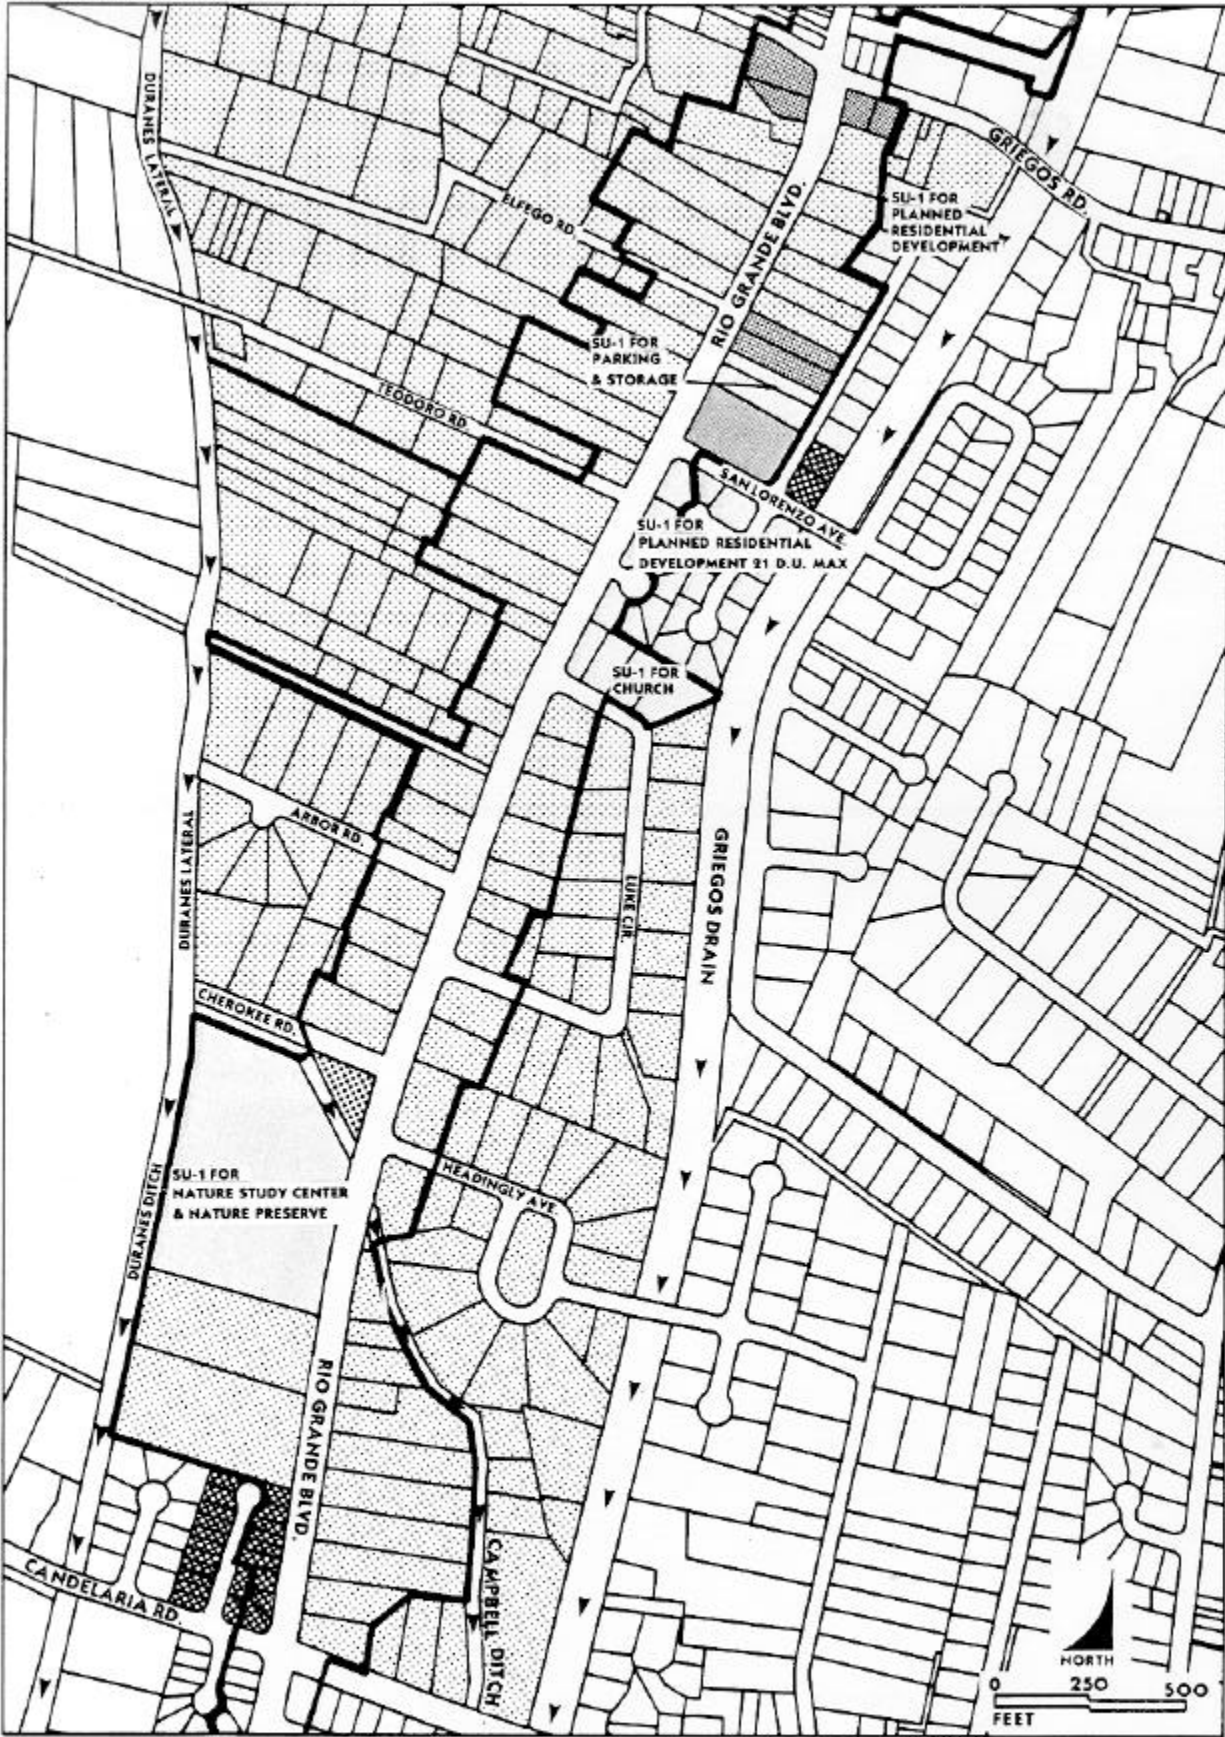 DURANES LATERAL
GRIEGOS RD.
ELFEGO RD.
SU-1 FOR
PLANNED
RESIDENTIAL
DEVELOPMENT
RIO GRANDE BLVD.
SU-1 FOR
PARKING
& STORAGE
TEODORO RD.
SAN LORENZO AVE.
SU-1 FOR
PLANNED RESIDENTIAL
DEVELOPMENT 21 D.U. MAX
SU-1 FOR
CHURCH
ARBOR RD.
DURANES LATERAL
LUKE CIR.
GRIEGOS DRAIN
CHEROKEE RD.
SU-1 FOR
NATURE STUDY CENTER
& NATURE PRESERVE
HEADINGLY AVE
DURANES DITCH
RIO GRANDE BLVD.
CANDELARIA RD.
CAMPBELL DITCH
NORTH
0 250 500
FEET